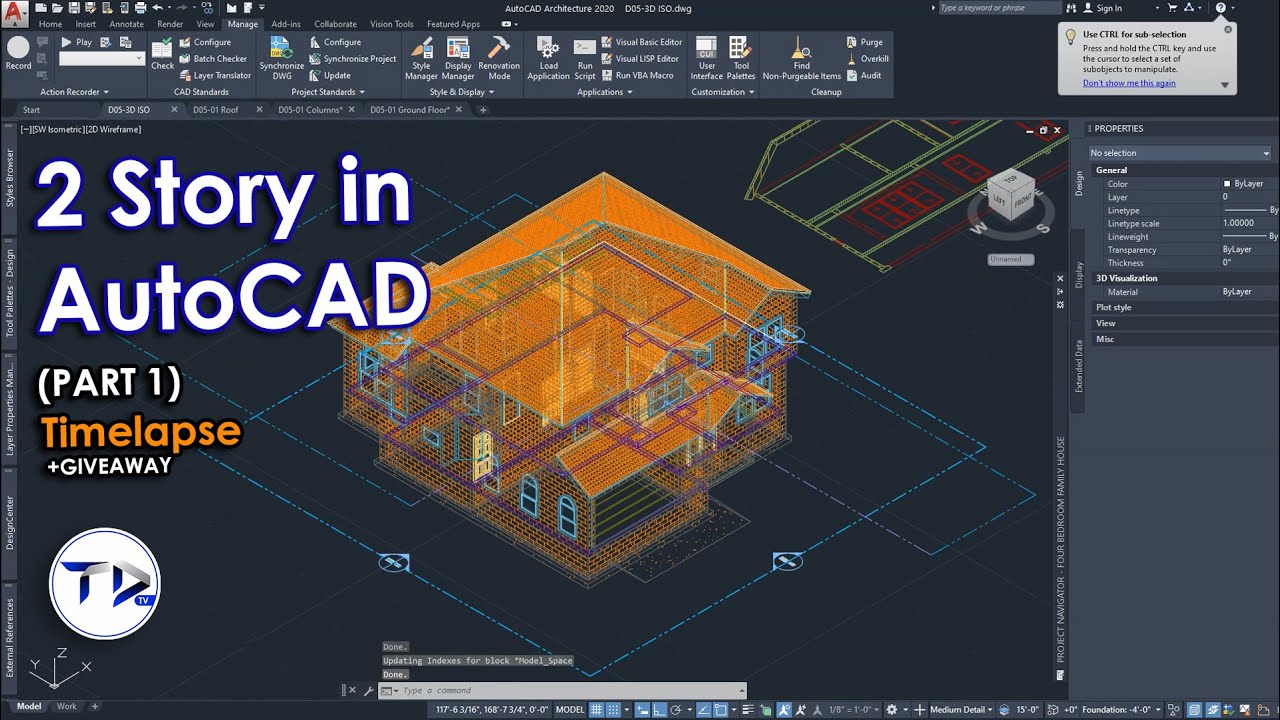 AutoCAD Architecture 2020 D05-3D ISO.dwg
Type a keyword or phrase
Sign In
Home Insert Annotate Render View Manage Add-ins Collaborate Vision Tools Featured Apps
Record
Play
Action Recorder
Check
Configure
Batch Checker
Layer Translator
CAD Standards
Synchronize
DWG
Configure
Synchronize Project
Update
Project Standards
Style
Manager
Display
Manager
Renovation
Mode
Style & Display
Load
Application
Run
Script
Visual Basic Editor
Visual LISP Editor
Run VBA Macro
Applications
CUI
User
Interface
Tool
Palettes
Customization
Find
Non-Purgeable Items
Purge
Overkill
Audit
Cleanup
Use CTRL for sub-selection
Press and hold the CTRL key and use
the cursor to select a set of
subobjects to manipulate.
Don't show me this again
Start D05-3D ISO D05-01 Roof D05-01 Columns* D05-01 Ground Floor*
[−][SW Isometric][2D Wireframe]
2 Story in
AutoCAD
(PART 1)
Timelapse
+GIVEAWAY
TD
TV
Styles Browser
Tool Palettes - Design
Layer Properties Man...
DesignCenter
External References
TOP
LEFT
FRONT
W
S
Unnamed
PROPERTIES
No selection
General
Color ByLayer
Layer 0
Linetype By
Linetype scale 1.00000
Lineweight By
Transparency ByLayer
Thickness 0"
3D Visualization
Material ByLayer
Plot style
View
Misc
Design
Display
Extended Data
PROJECT NAVIGATOR - FOUR BEDROOM FAMILY HOUSE
Z
Y
X
Done.
Updating Indexes for block *Model_Space
Done.
Type a command
Model Work
117'-6 3/16", 168'-7 3/4", 0'-0" MODEL 1/8" = 1'-0" Medium Detail 15'-0" +0" Foundation: -4'-0"